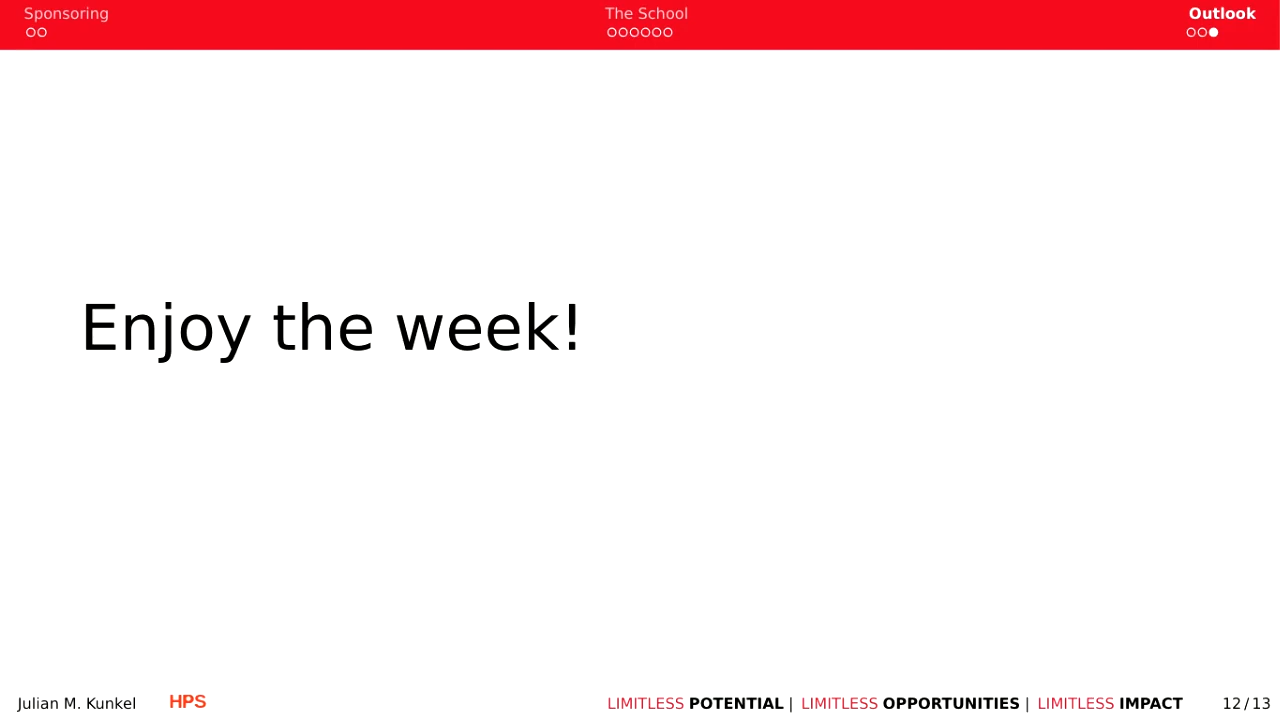 Sponsoring The School Outlook
Enjoy the week!
Julian M. Kunkel HPS LIMITLESS POTENTIAL | LIMITLESS OPPORTUNITIES | LIMITLESS IMPACT 12/13